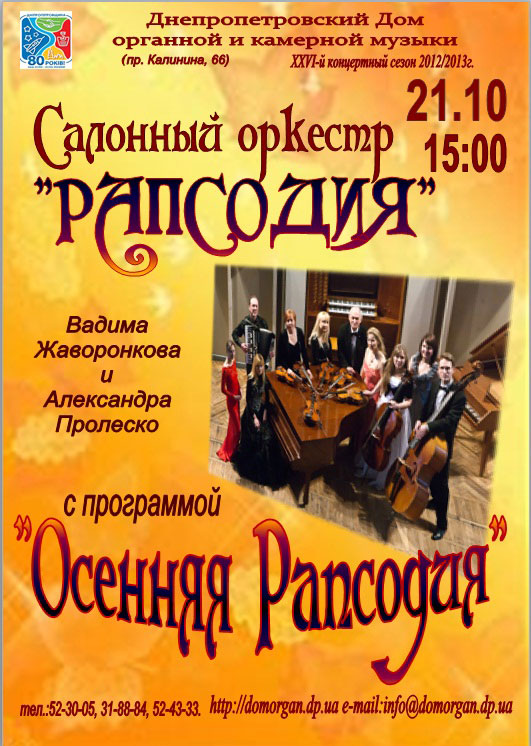 Днепропетровский Дом
органной и камерной музыки
(пр. Калинина, 66)
XXVI-й концертный сезон 2012/2013г.
80 РОКІВ!
21.10
15:00
Салонный оркестр
"РАПСОДИЯ"
Вадима
Жаворонкова
и
Александра
Пролеско
с программой
"Осенняя Рапсодия"
тел.:52-30-05, 31-88-84, 52-43-33. http://domorgan.dp.ua e-mail:info@domorgan.dp.ua